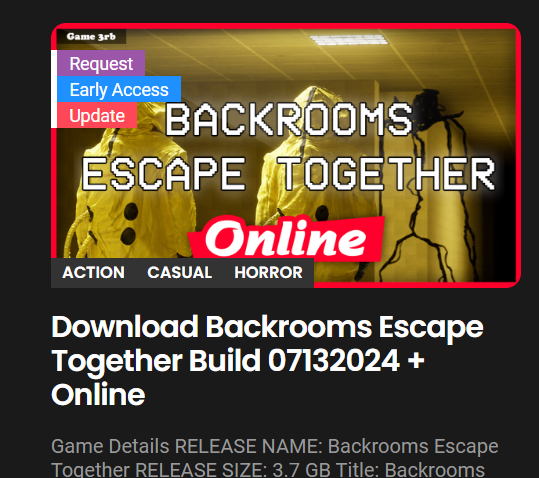 Game 3rb
Request
Early Access
Update
BACKROOMS
ESCAPE TOGETHER
Online
ACTION CASUAL HORROR
Download Backrooms Escape
Together Build 07132024 +
Online
Game Details RELEASE NAME: Backrooms Escape
Together RELEASE SIZE: 3.7 GB Title: Backrooms